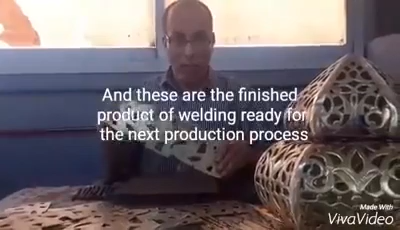 And these are the finished
product of welding ready for
the next production process
Made With
VivaVideo